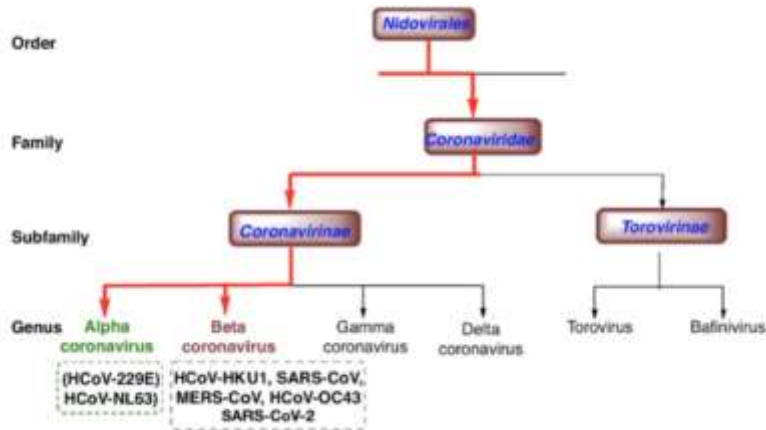 Order
Nidovirales
Family
Coronaviridae
Subfamily
Coronavirinae
Torovirinae
Genus
Alpha
coronavirus
Beta
coronavirus
Gamma
coronavirus
Delta
coronavirus
Torovirus
Bafinivirus
(HCoV-229E)
HCoV-NL63)
HCoV-HKU1, SARS-CoV,
MERS-CoV, HCoV-OC43
SARS-CoV-2